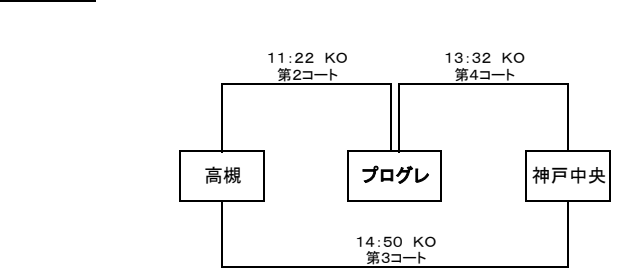 11:22 KO
第2コート
13:32 KO
第4コート
高槻
プログレ
神戸中央
14:50 KO
第3コート